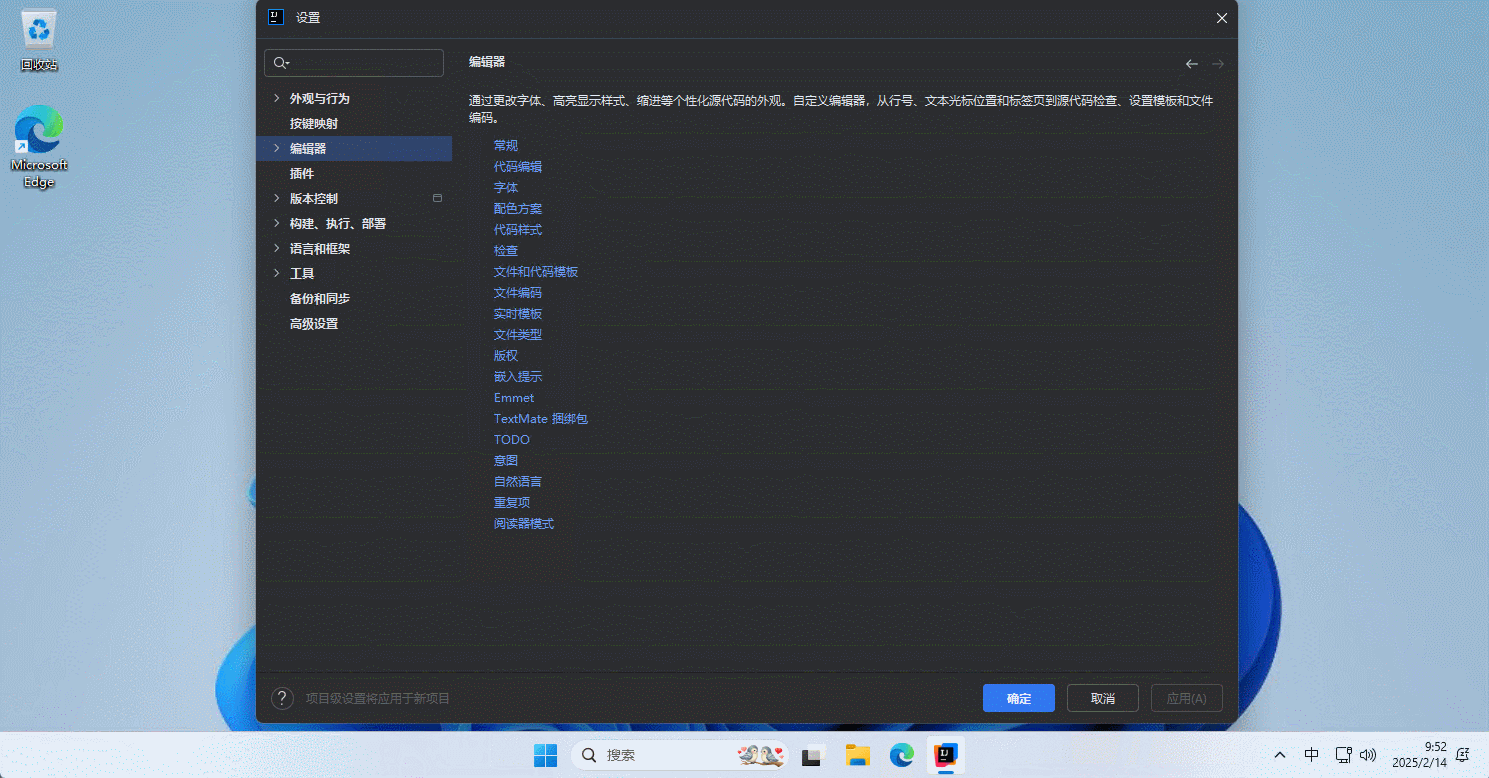 回收站
Microsoft
Edge
设置
外观与行为
按键映射
编辑器
插件
版本控制
构建、执行、部署
语言和框架
工具
备份和同步
高级设置
编辑器
通过更改字体、高亮显示样式、缩进等个性化源代码的外观。自定义编辑器，从行号、文本光标位置和标签页到源代码检查、设置模板和文件
编码。
常规
代码编辑
字体
配色方案
代码样式
检查
文件和代码模板
文件编码
实时模板
文件类型
版权
嵌入提示
Emmet
TextMate 捆绑包
TODO
意图
自然语言
重复项
阅读器模式
? 项目级设置将应用于新项目
确定
取消
应用(A)
搜索
中
9:52
2025/2/14